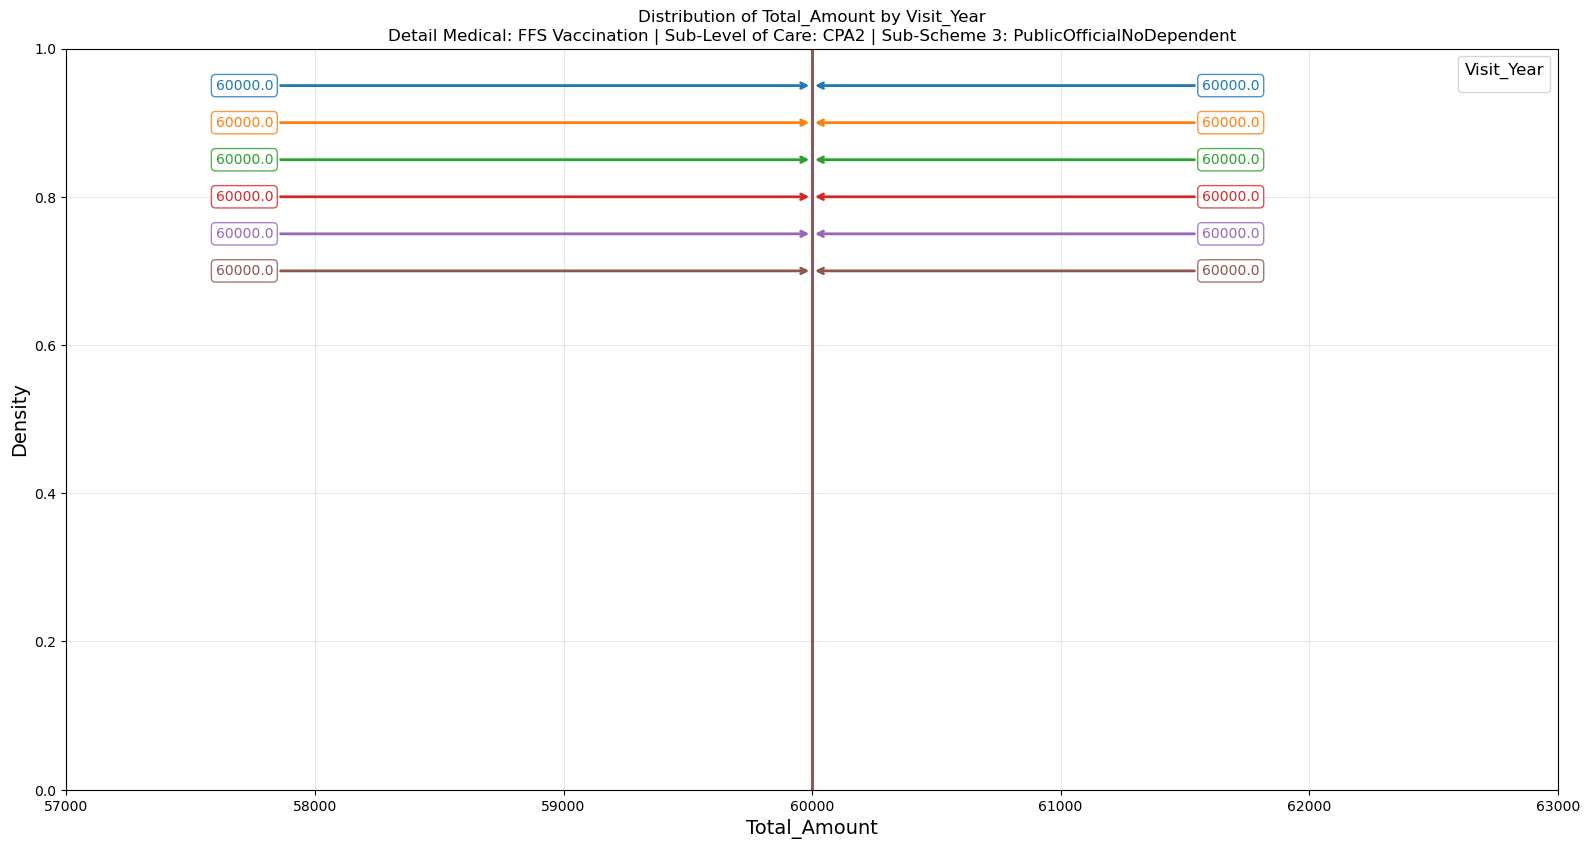 Distribution of Total_Amount by Visit_Year
Detail Medical: FFS Vaccination | Sub-Level of Care: CPA2 | Sub-Scheme 3: PublicOfficialNoDependent
Visit_Year
60000.0 60000.0
60000.0 60000.0
60000.0 60000.0
60000.0 60000.0
60000.0 60000.0
60000.0 60000.0
1.0
0.8
0.6
0.4
0.2
0.0
Density
57000 58000 59000 60000 61000 62000 63000
Total_Amount